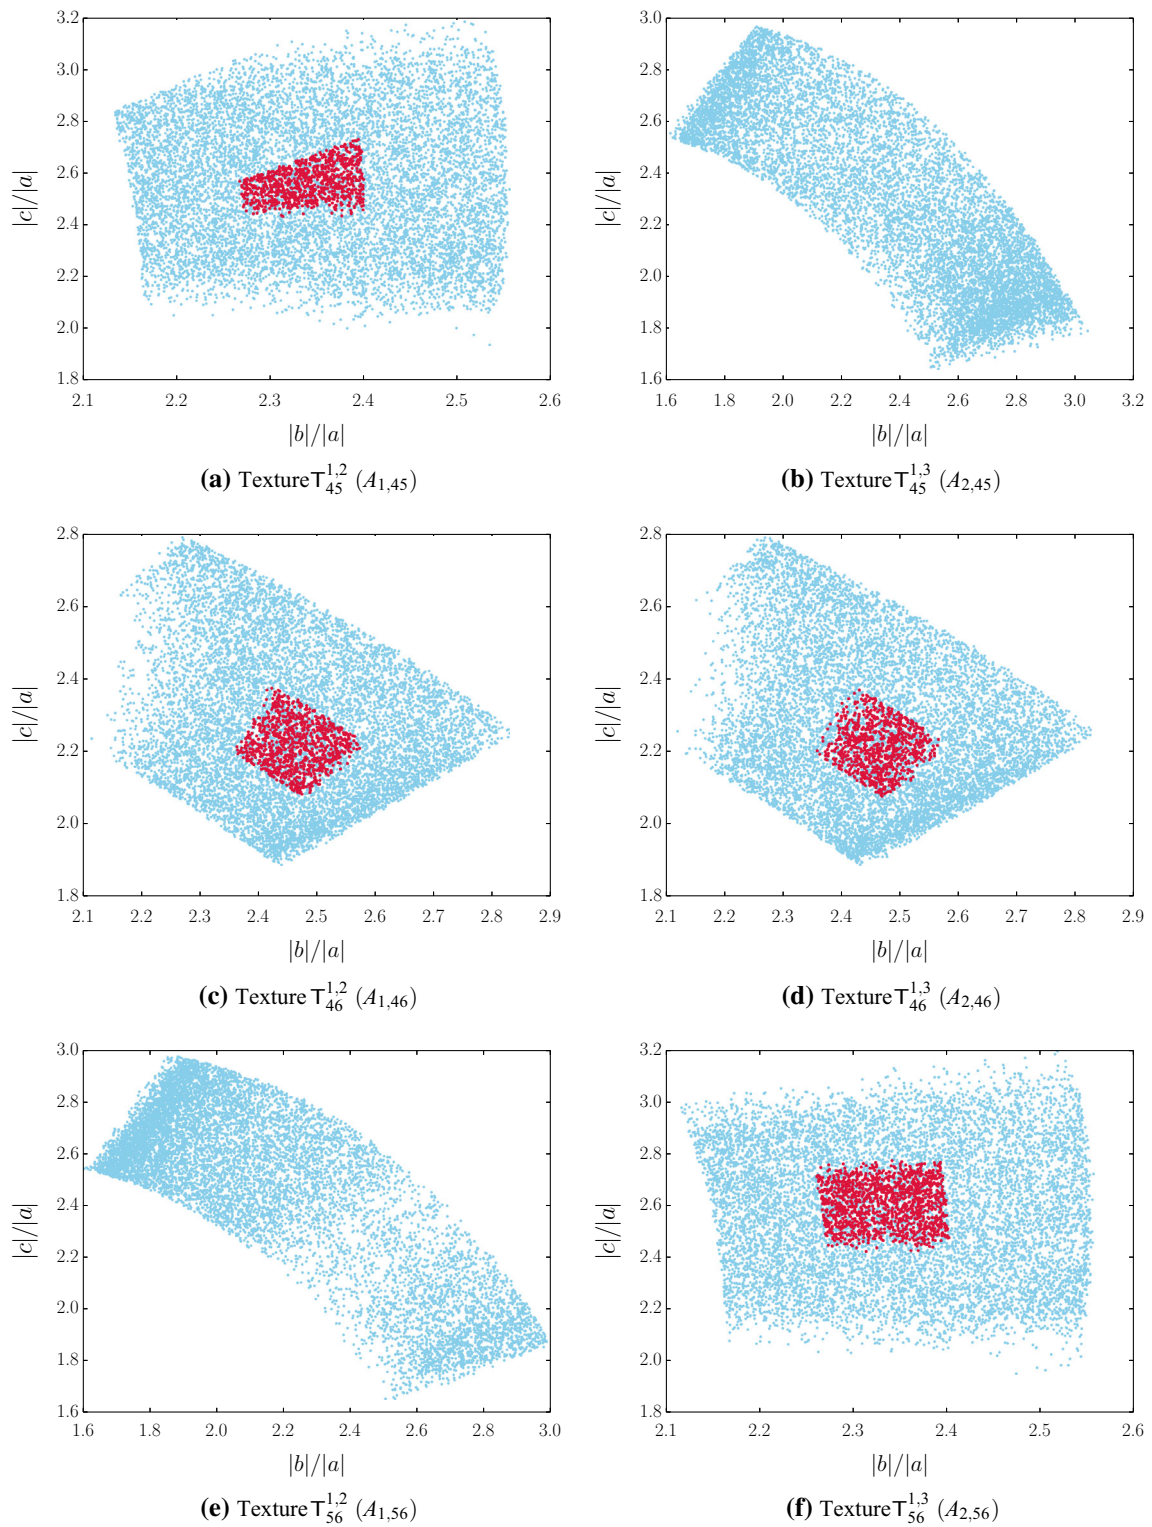 3.2
3.0
2.8
2.6
2.4
2.2
2.0
1.8
|c|/|a|
2.1 2.2 2.3 2.4 2.5 2.6
|b|/|a|
(a) Texture T^{1,2}_{45} (A_{1,45})
3.0
2.8
2.6
2.4
2.2
2.0
1.8
1.6
|c|/|a|
1.6 1.8 2.0 2.2 2.4 2.6 2.8 3.0 3.2
|b|/|a|
(b) Texture T^{1,3}_{45} (A_{2,45})
2.8
2.6
2.4
2.2
2.0
1.8
|c|/|a|
2.1 2.2 2.3 2.4 2.5 2.6 2.7 2.8 2.9
|b|/|a|
(c) Texture T^{1,2}_{46} (A_{1,46})
2.8
2.6
2.4
2.2
2.0
1.8
|c|/|a|
2.1 2.2 2.3 2.4 2.5 2.6 2.7 2.8 2.9
|b|/|a|
(d) Texture T^{1,3}_{46} (A_{2,46})
3.0
2.8
2.6
2.4
2.2
2.0
1.8
1.6
|c|/|a|
1.6 1.8 2.0 2.2 2.4 2.6 2.8 3.0
|b|/|a|
(e) Texture T^{1,2}_{56} (A_{1,56})
3.2
3.0
2.8
2.6
2.4
2.2
2.0
1.8
|c|/|a|
2.1 2.2 2.3 2.4 2.5 2.6
|b|/|a|
(f) Texture T^{1,3}_{56} (A_{2,56})